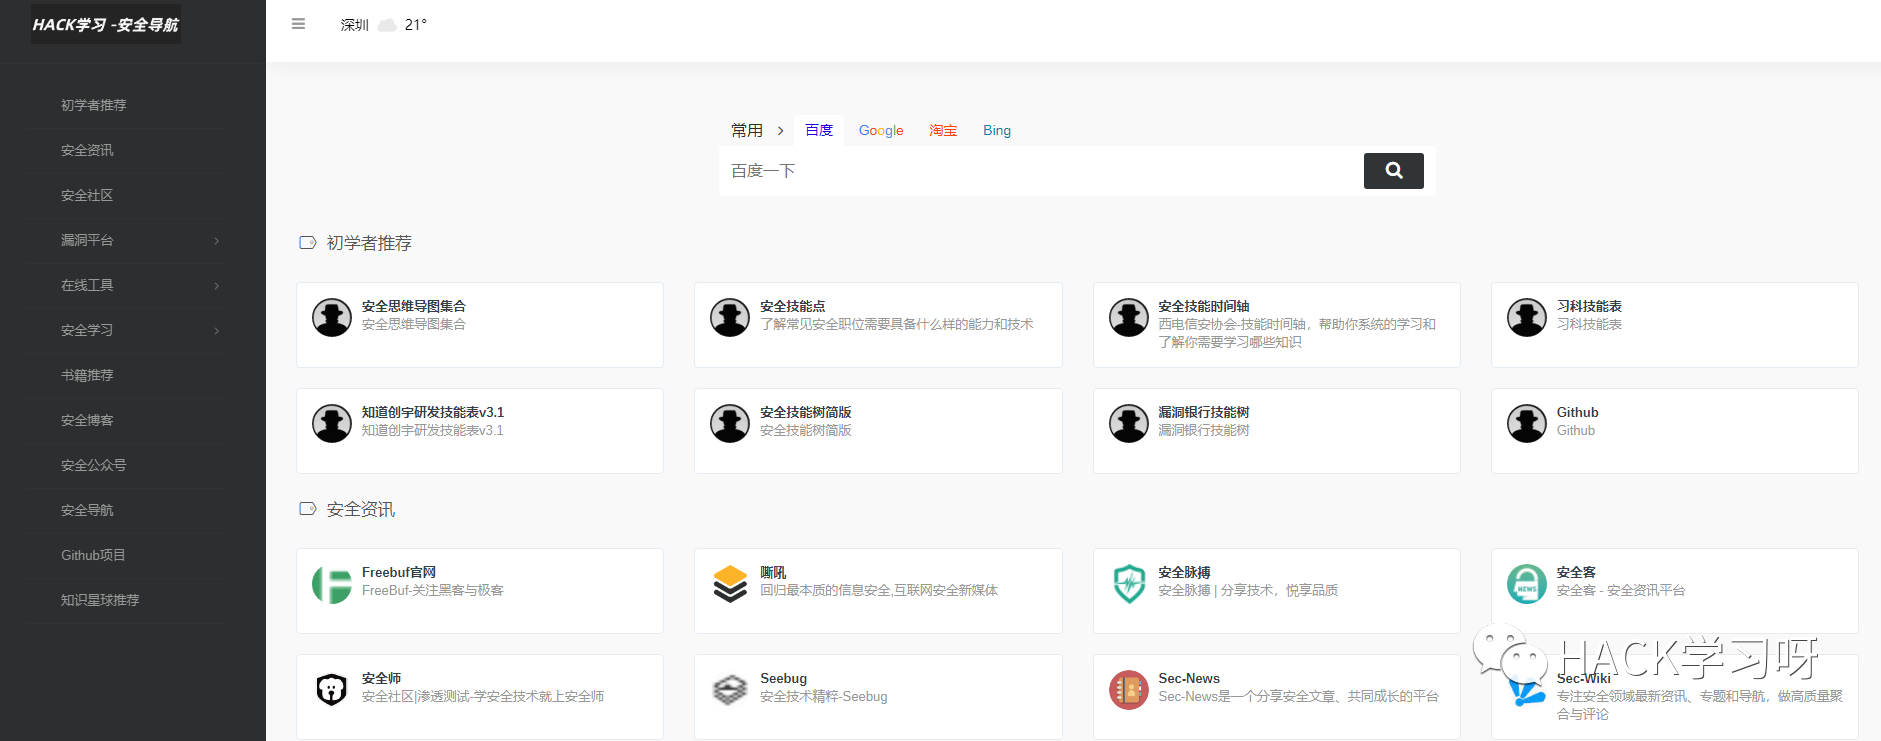 HACK学习 -安全导航
深圳 21°
初学者推荐
安全资讯
安全社区
漏洞平台
在线工具
安全学习
书籍推荐
安全博客
安全公众号
安全导航
Github项目
知识星球推荐
常用 百度 Google 淘宝 Bing
百度一下
初学者推荐
安全思维导图集合
安全思维导图集合
安全技能点
了解常见安全职位需要具备什么样的能力和技术
安全技能时间轴
西电信安协会-技能时间轴，帮助你系统的学习和
了解你需要学习哪些知识
习科技能表
习科技能表
知道创宇研发技能表v3.1
知道创宇研发技能表v3.1
安全技能树简版
安全技能树简版
漏洞银行技能树
漏洞银行技能树
Github
Github
安全资讯
Freebuf官网
FreeBuf-关注黑客与极客
嘶吼
回归最本质的信息安全,互联网安全新媒体
安全脉搏
安全脉搏 | 分享技术，悦享品质
NEWS
安全客
安全客 - 安全资讯平台
安全师
安全社区|渗透测试-学安全技术就上安全师
Seebug
安全技术精粹-Seebug
Sec-News
Sec-News是一个分享安全文章、共同成长的平台
Sec-Wiki
专注安全领域最新资讯、专题和导航，做高质量聚
合与评论
HACK学习呀